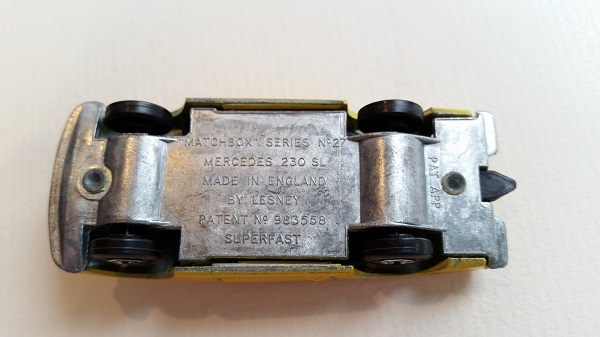 "MATCHBOX" SERIES Nº27
MERCEDES 230 SL
MADE IN ENGLAND
BY LESNEY
PATENT Nº 983558
SUPERFAST
PAT APP